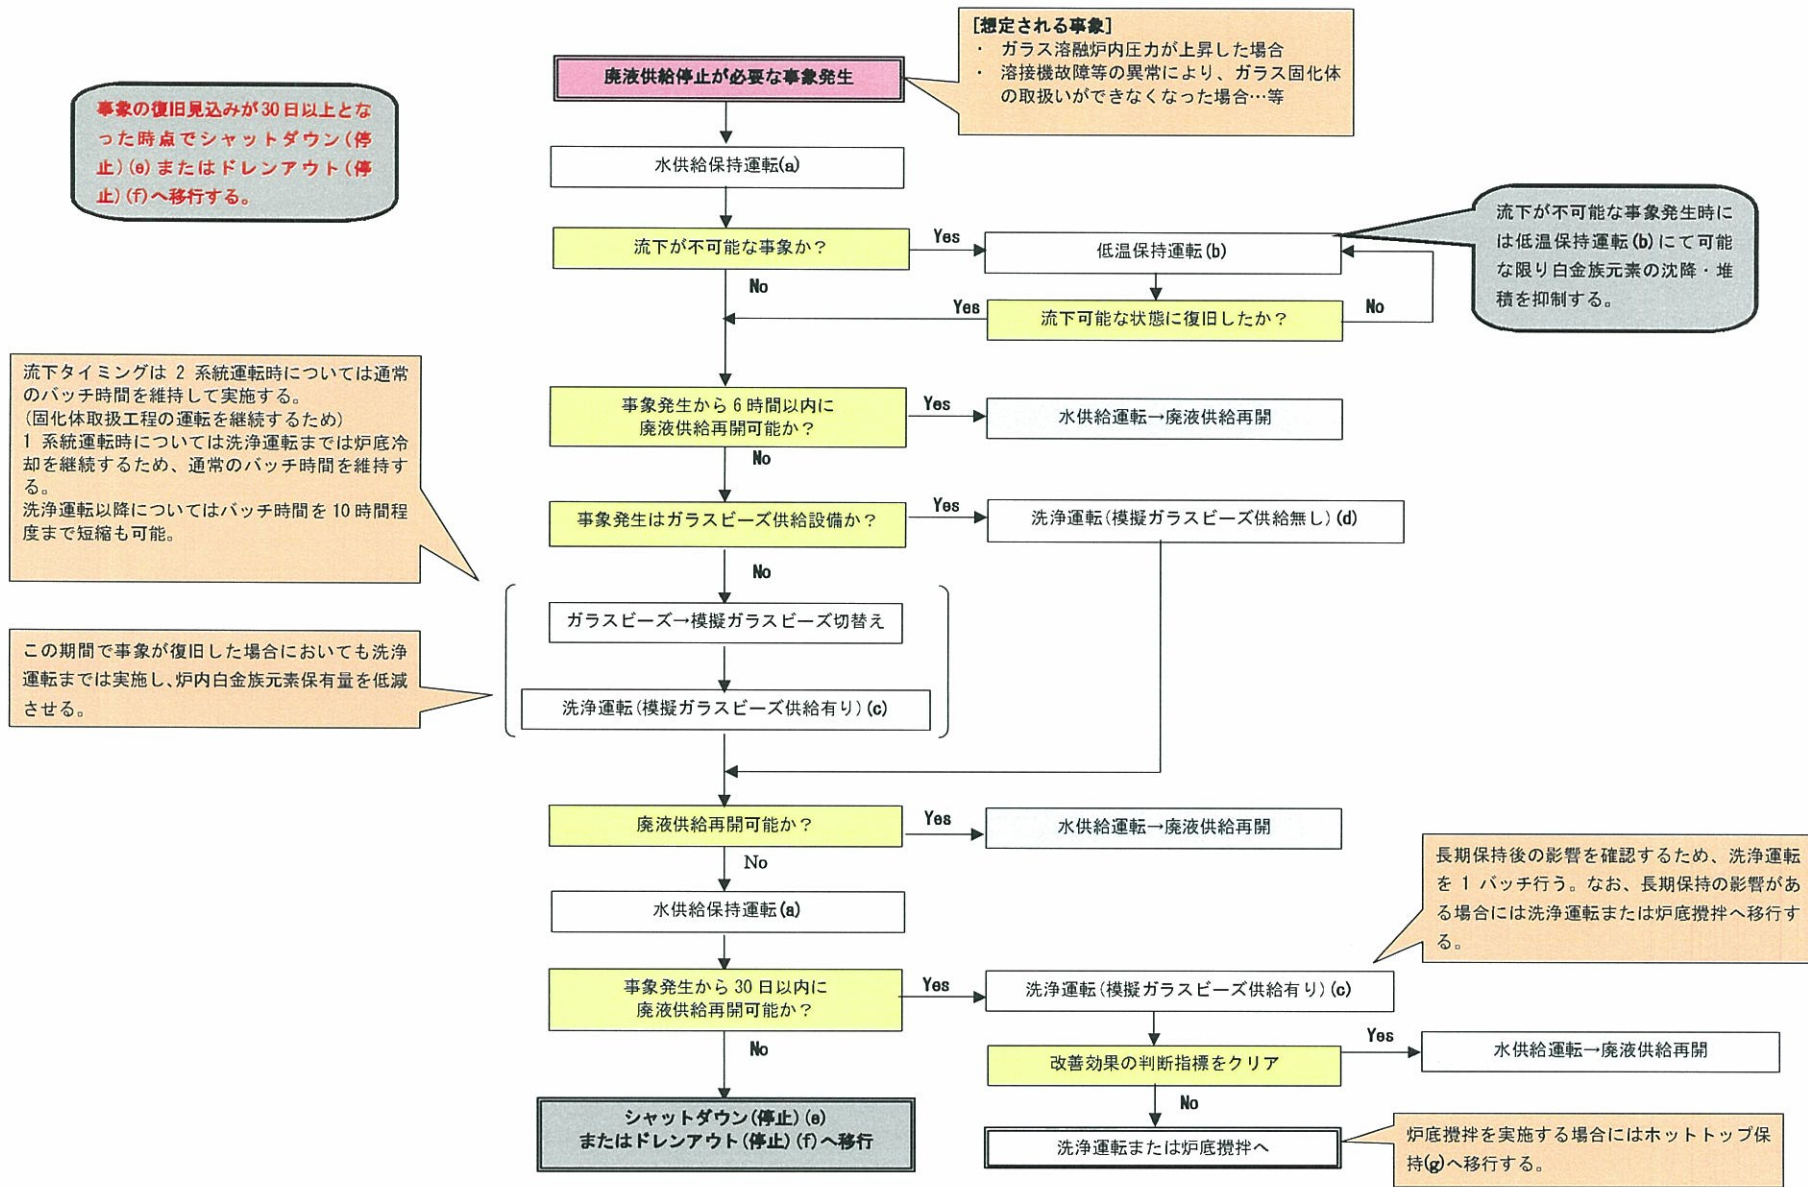 [想定される事象]
・ ガラス溶融炉内圧力が上昇した場合
・ 溶接機故障等の異常により、ガラス固化体
の取扱いができなくなった場合…等
廃液供給停止が必要な事象発生
事象の復旧見込みが30日以上とな
った時点でシャットダウン(停
止)(e)またはドレンアウト(停
止)(f)へ移行する。
水供給保持運転(a)
流下が不可能な事象か？
Yes
低温保持運転(b)
流下が不可能な事象発生時に
は低温保持運転(b)にて可能
な限り白金族元素の沈降・堆
積を抑制する。
No
Yes
流下可能な状態に復旧したか？
No
流下タイミングは 2 系統運転時については通常
のバッチ時間を維持して実施する。
(固化体取扱工程の運転を継続するため)
1 系統運転時については洗浄運転までは炉底冷
却を継続するため、通常のバッチ時間を維持す
る。
洗浄運転以降についてはバッチ時間を 10 時間程
度まで短縮も可能。
事象発生から 6 時間以内に
廃液供給再開可能か？
Yes
水供給運転→廃液供給再開
No
事象発生はガラスビーズ供給設備か？
Yes
洗浄運転(模擬ガラスビーズ供給無し)(d)
No
ガラスビーズ→模擬ガラスビーズ切替え
この期間で事象が復旧した場合においても洗浄
運転までは実施し、炉内白金族元素保有量を低減
させる。
洗浄運転(模擬ガラスビーズ供給有り)(c)
廃液供給再開可能か？
Yes
水供給運転→廃液供給再開
No
水供給保持運転(a)
長期保持後の影響を確認するため、洗浄運転
を 1 バッチ行う。なお、長期保持の影響があ
る場合には洗浄運転または炉底攪拌へ移行す
る。
事象発生から 30 日以内に
廃液供給再開可能か？
Yes
洗浄運転(模擬ガラスビーズ供給有り)(c)
No
改善効果の判断指標をクリア
Yes
水供給運転→廃液供給再開
No
シャットダウン(停止)(e)
またはドレンアウト(停止)(f)へ移行
洗浄運転または炉底攪拌へ
炉底攪拌を実施する場合にはホットトップ保
持(g)へ移行する。